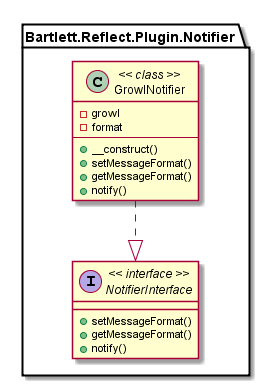 Bartlett.Reflect.Plugin.Notifier
C
<< class >>
GrowlNotifier
growl
format
__construct()
setMessageFormat()
getMessageFormat()
notify()
I
<< interface >>
NotifierInterface
setMessageFormat()
getMessageFormat()
notify()